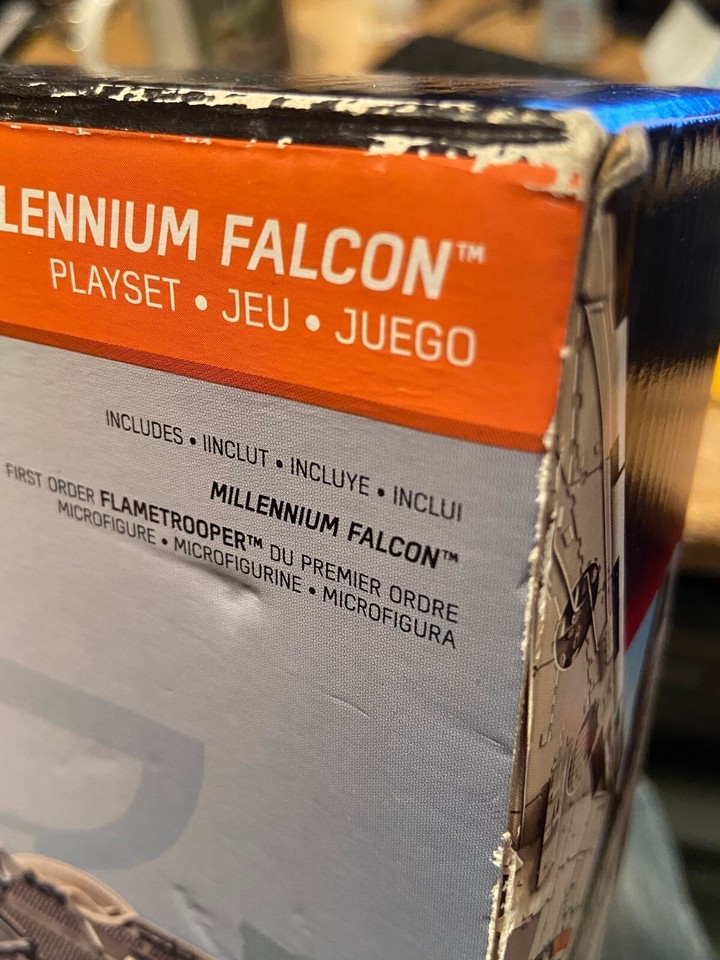 LENNIUM FALCON™
PLAYSET • JEU • JUEGO
INCLUDES • IINCLUT • INCLUYE • INCLUI
MILLENNIUM FALCON™
FIRST ORDER FLAMETROOPER™ DU PREMIER ORDRE
MICROFIGURE • MICROFIGURINE • MICROFIGURA